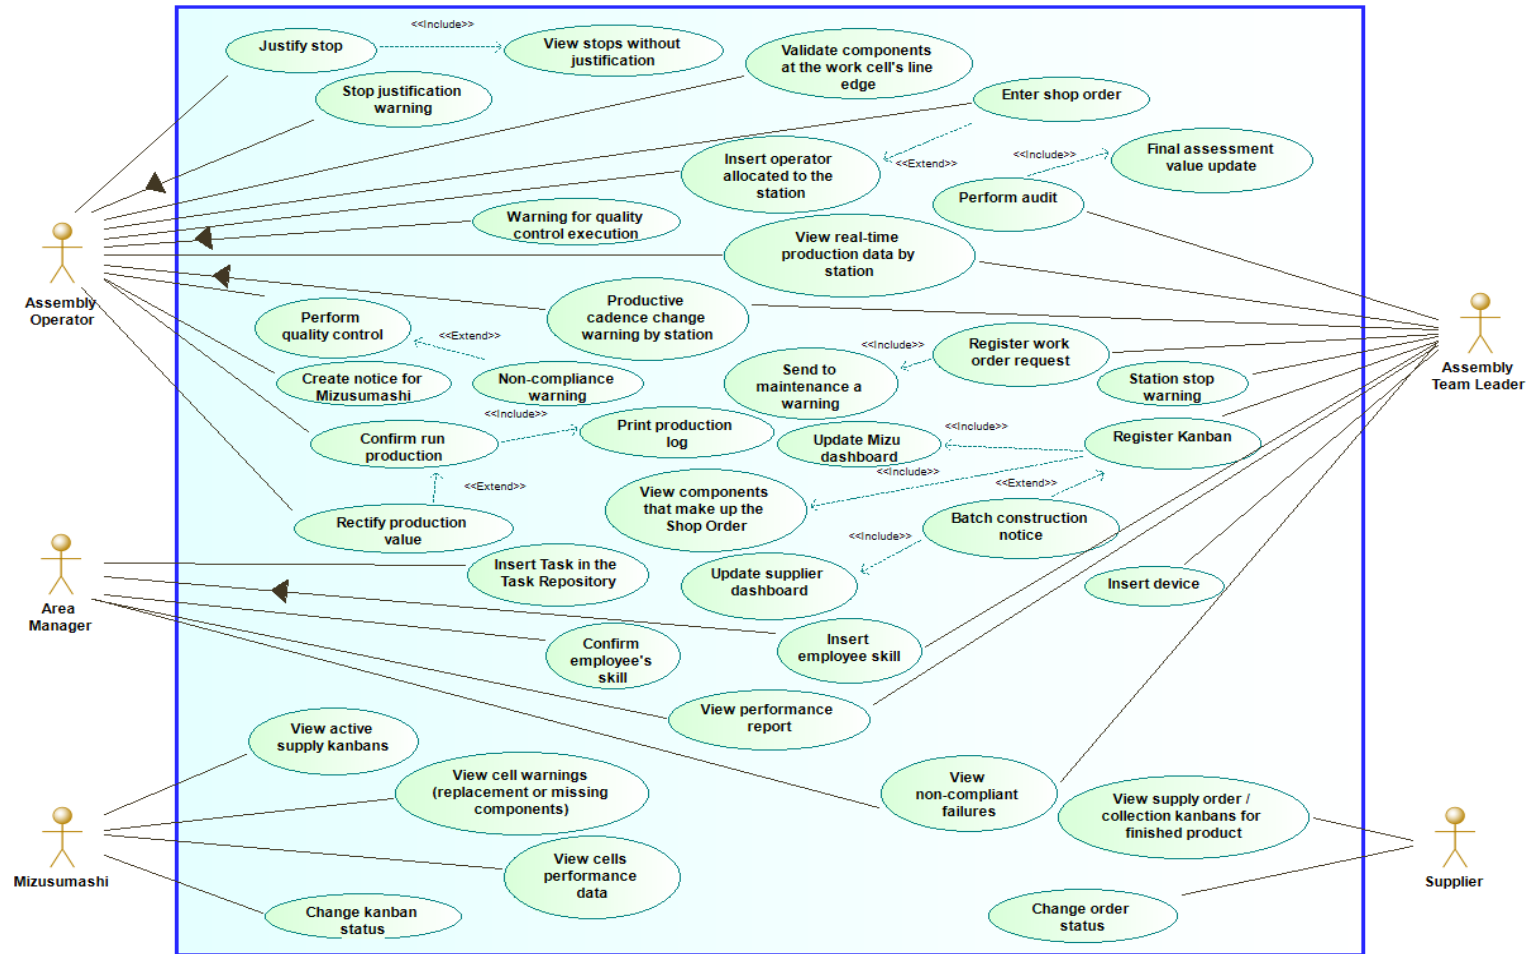 <<Include>>
Justify stop
View stops without
justification
Validate components
at the work cell's line
edge
Stop justification
warning
Enter shop order
<<Extend>>
Insert operator
allocated to the
station
<<Include>>
Final assessment
value update
Perform audit
Warning for quality
control execution
View real-time
production data by
station
Assembly
Operator
Productive
cadence change
warning by station
Perform
quality control
<<Extend>>
Non-compliance
warning
Create notice for
Mizusumashi
Register work
order request
<<Include>>
Send to
maintenance a
warning
Station stop
warning
Assembly
Team Leader
Confirm run
production
<<Include>>
Print production
log
Update Mizu
dashboard
<<Include>>
Register Kanban
<<Include>>
View components
that make up the
Shop Order
<<Extend>>
Batch construction
notice
<<Extend>>
Rectify production
value
<<Include>>
Update supplier
dashboard
Insert Task in the
Task Repository
Insert device
Area
Manager
Confirm
employee's
skill
Insert
employee skill
View performance
report
View active
supply kanbans
View cell warnings
(replacement or missing
components)
View
non-compliant
failures
View supply order /
collection kanbans for
finished product
Mizusumashi
View cells
performance
data
Supplier
Change kanban
status
Change order
status